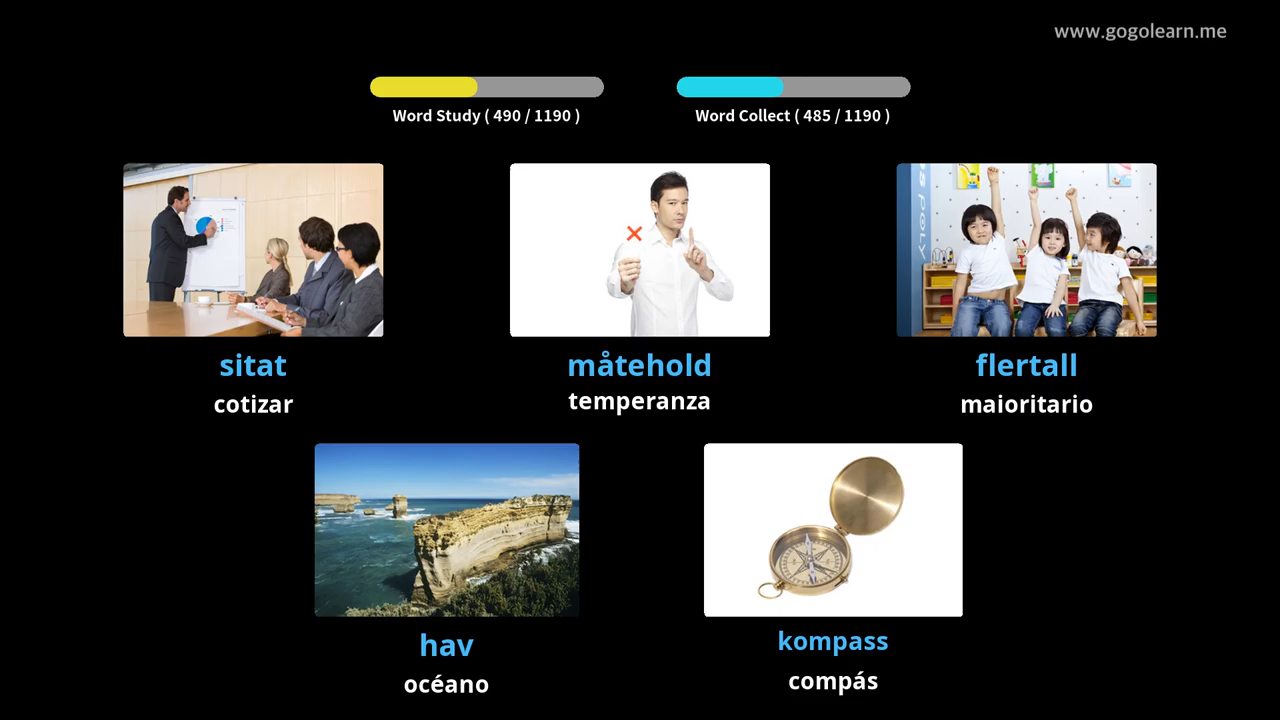 www.gogolearn.me
Word Study ( 490 / 1190 )
Word Collect ( 485 / 1190 )
sitat
cotizar
måtehold
temperanza
flertall
maioritario
hav
océano
kompass
compás